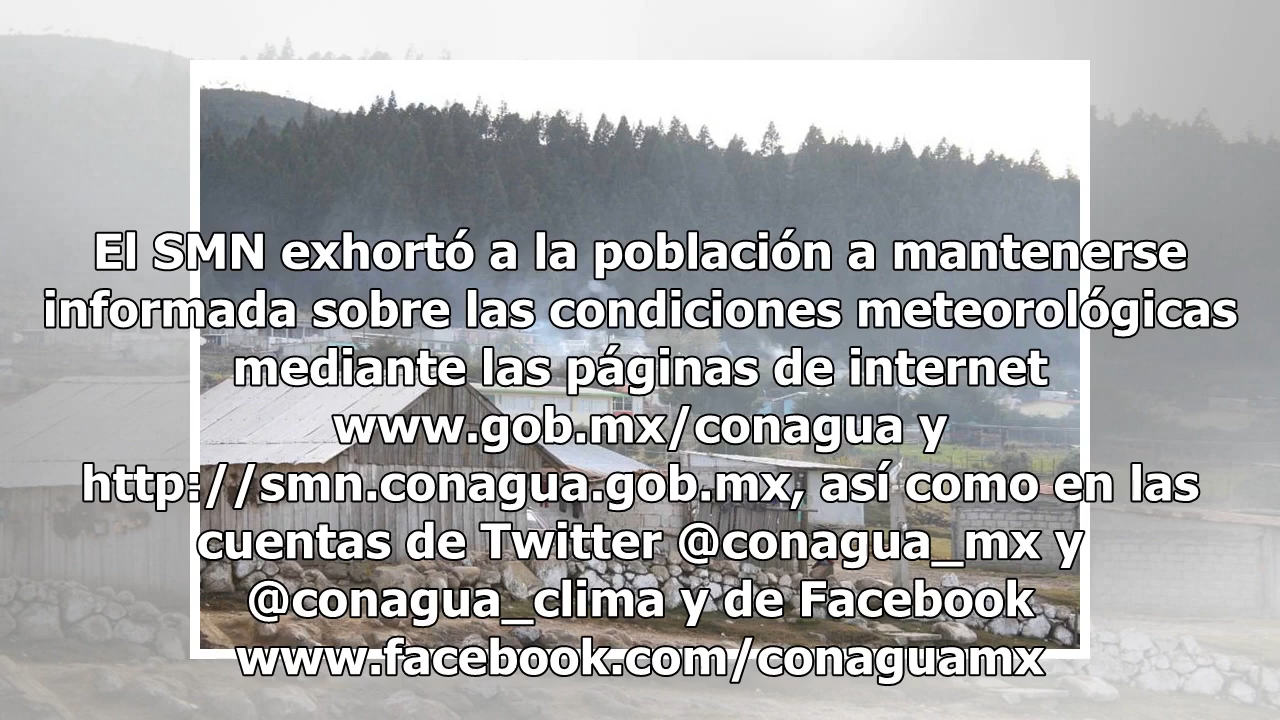 El SMN exhortó a la población a mantenerse
informada sobre las condiciones meteorológicas
mediante las páginas de internet
www.gob.mx/conagua y
http://smn.conagua.gob.mx, así como en las
cuentas de Twitter @conagua_mx y
@conagua_clima y de Facebook
www.facebook.com/conaguamx